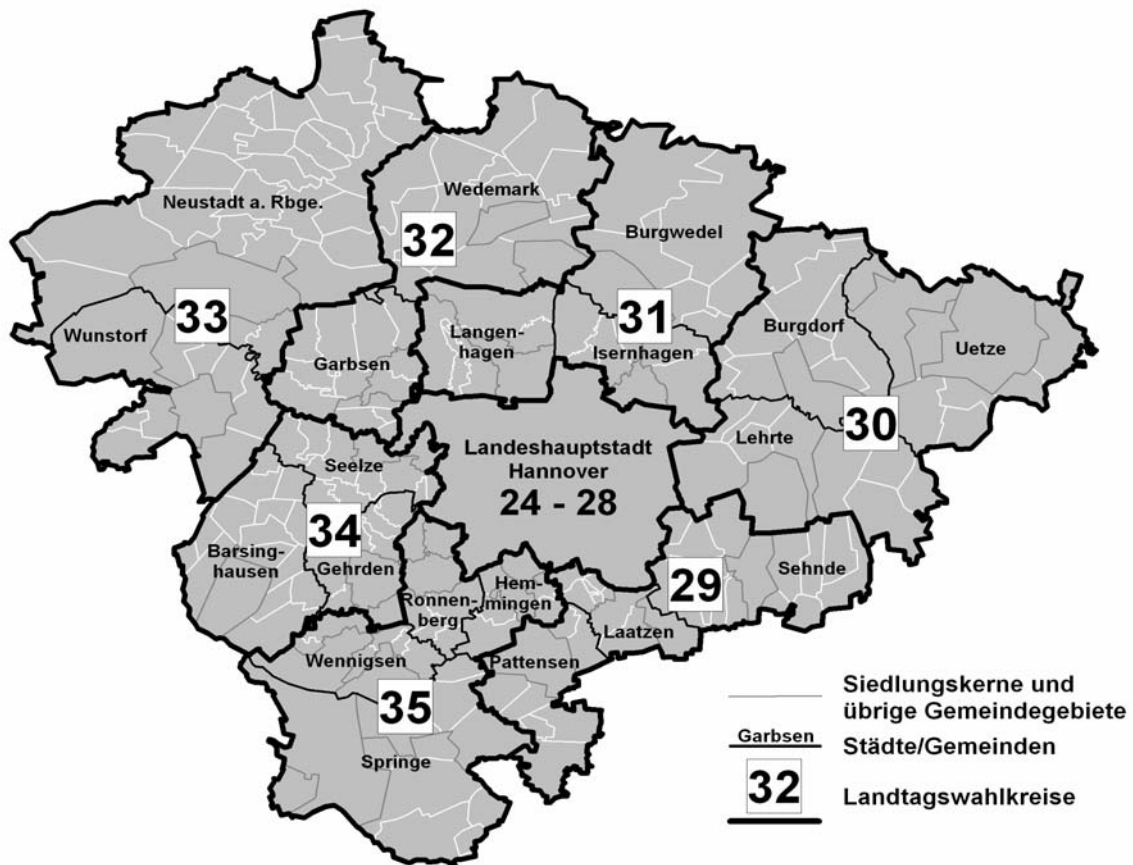 Neustadt a. Rbge.
Wedemark
32
Burgwedel
33
Wunstorf
Garbsen
Langen-
hagen
31
Isernhagen
Burgdorf
Uetze
30
Lehrte
Landeshauptstadt
Hannover
24 - 28
Seelze
34
Barsing-
hausen
Gehrden
Ronnen-
berg
Hem-
mingen
29
Sehnde
Laatzen
Wennigsen
Pattensen
35
Springe
Siedlungskerne und
übrige Gemeindegebiete
Garbsen
Städte/Gemeinden
32
Landtagswahlkreise